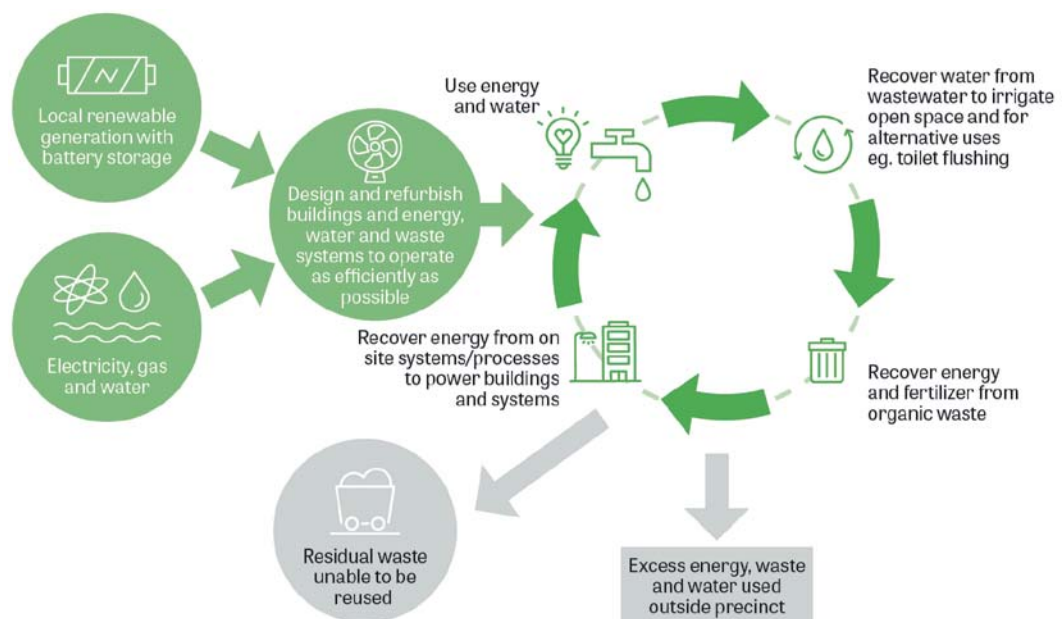 Local renewable
generation with
battery storage
Electricity, gas
and water
Design and refurbish
buildings and energy,
water and waste
systems to operate
as efficiently as
possible
Use energy
and water
Recover water from
wastewater to irrigate
open space and for
alternative uses
eg. toilet flushing
Recover energy
and fertilizer from
organic waste
Recover energy from on
site systems/processes
to power buildings
and systems
Residual waste
unable to be
reused
Excess energy, waste
and water used
outside precinct